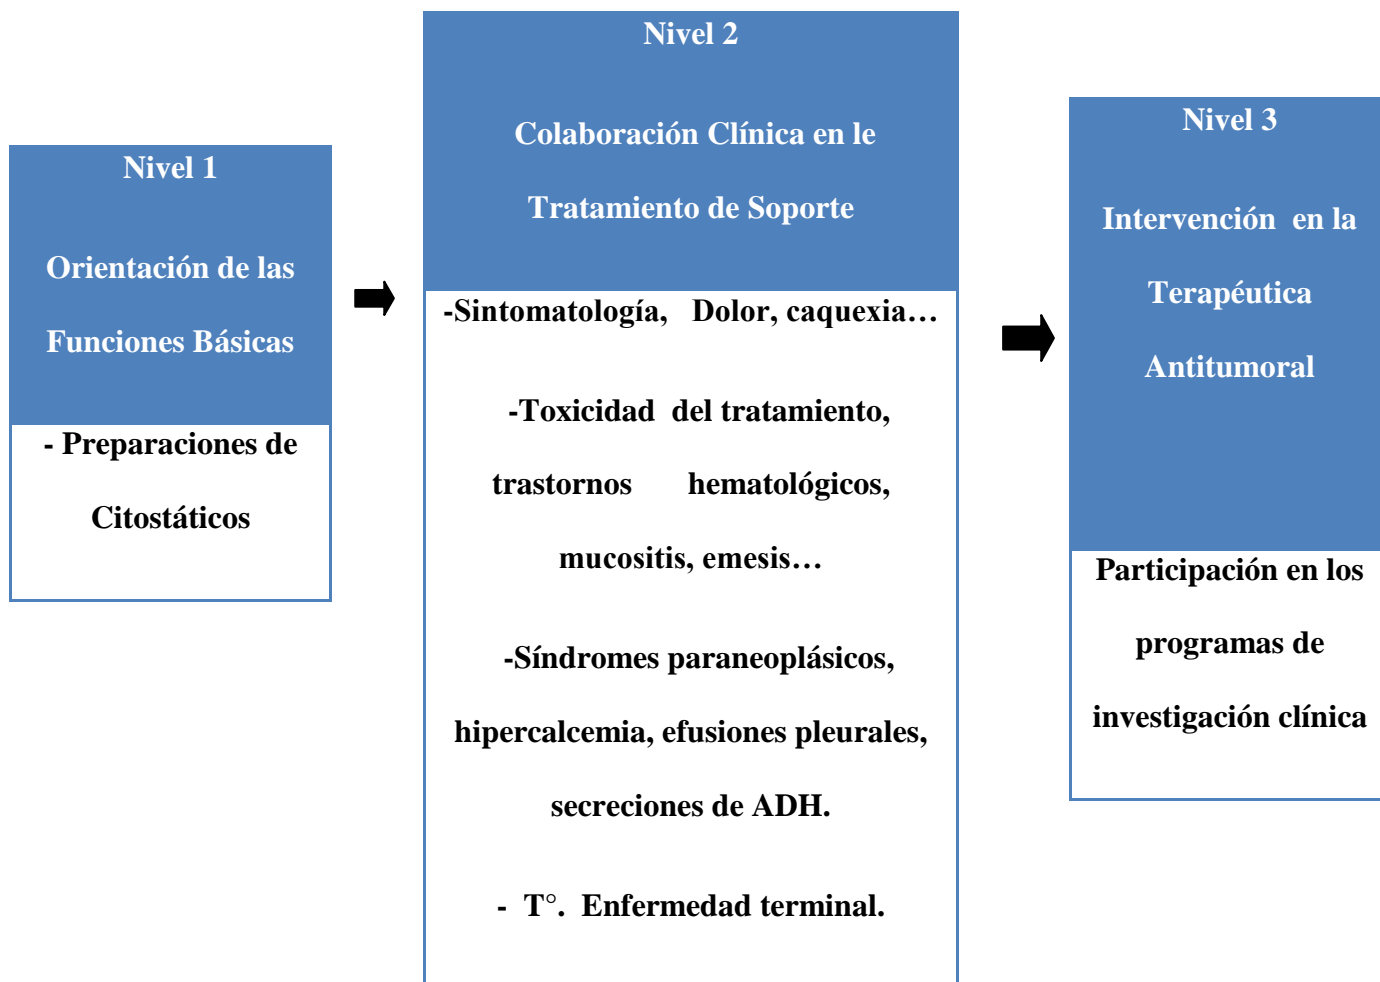 Nivel 1
Orientación de las
Funciones Básicas
- Preparaciones de
Citostáticos
Nivel 2
Colaboración Clínica en le
Tratamiento de Soporte
-Sintomatología, Dolor, caquexia…
-Toxicidad del tratamiento,
trastornos hematológicos,
mucositis, emesis…
-Síndromes paraneoplásicos,
hipercalcemia, efusiones pleurales,
secreciones de ADH.
- T°. Enfermedad terminal.
Nivel 3
Intervención en la
Terapéutica
Antitumoral
Participación en los
programas de
investigación clínica